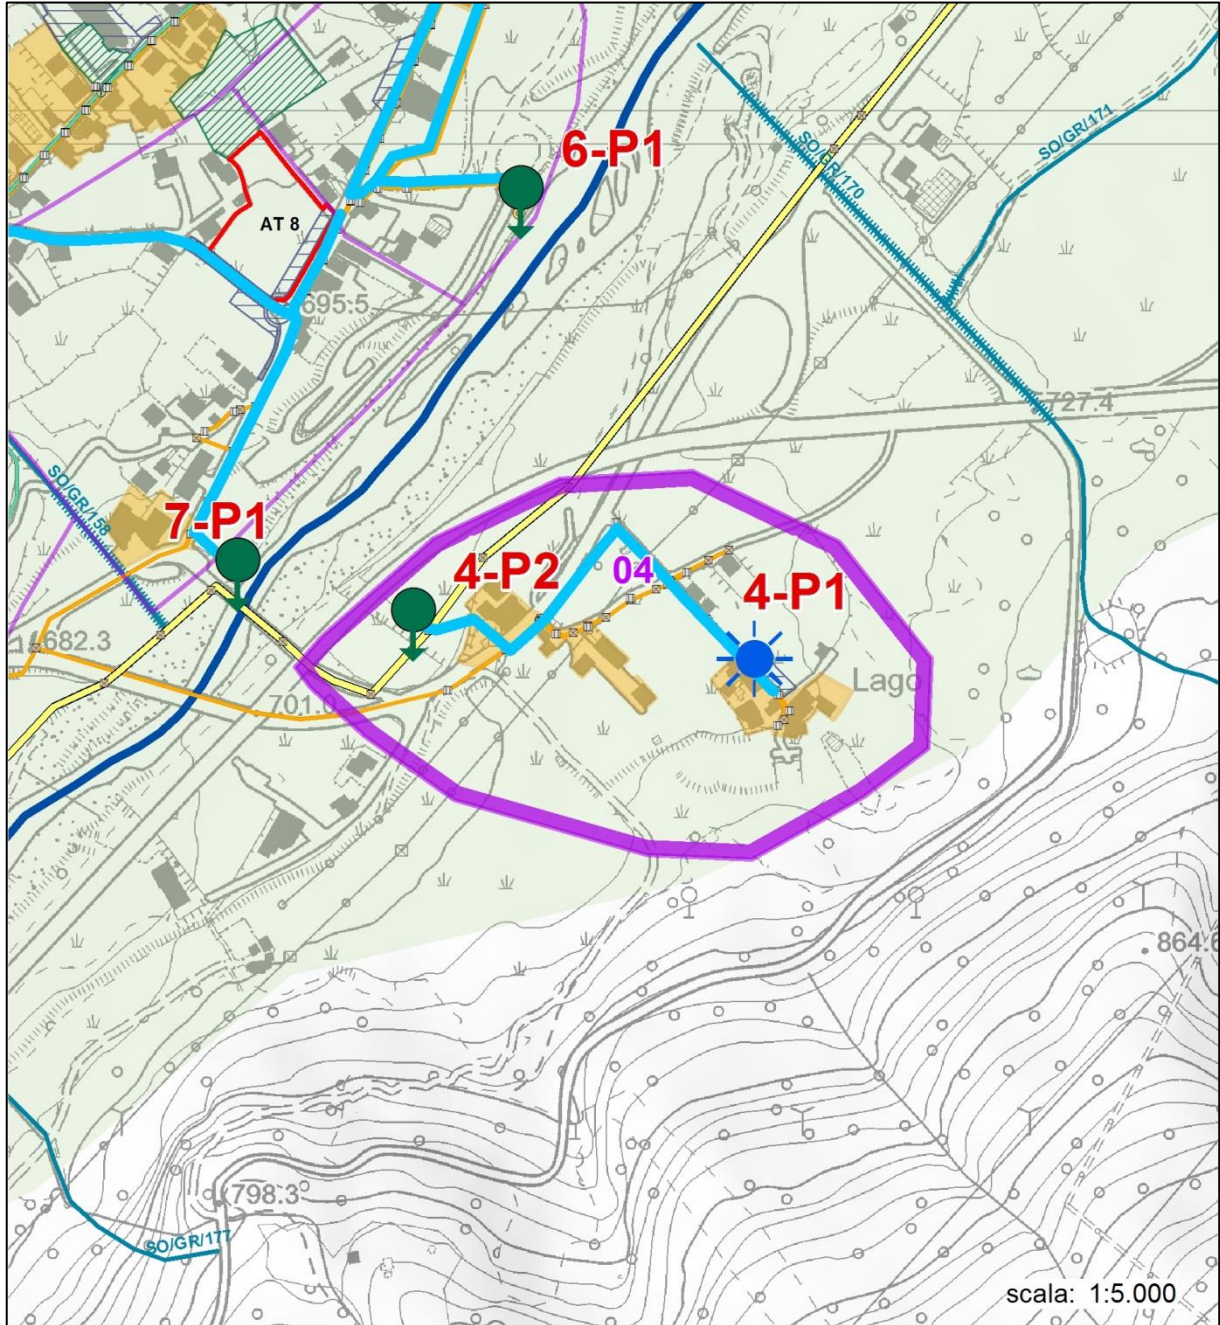 6-P1
SO/GR/170
SO/GR/171
AT 8
695.5
727.4
SO/GR/158
7-P1
4-P2
04
4-P1
682.3
701.0
Lago
798.3
SO/GR/177
scala: 1:5.000